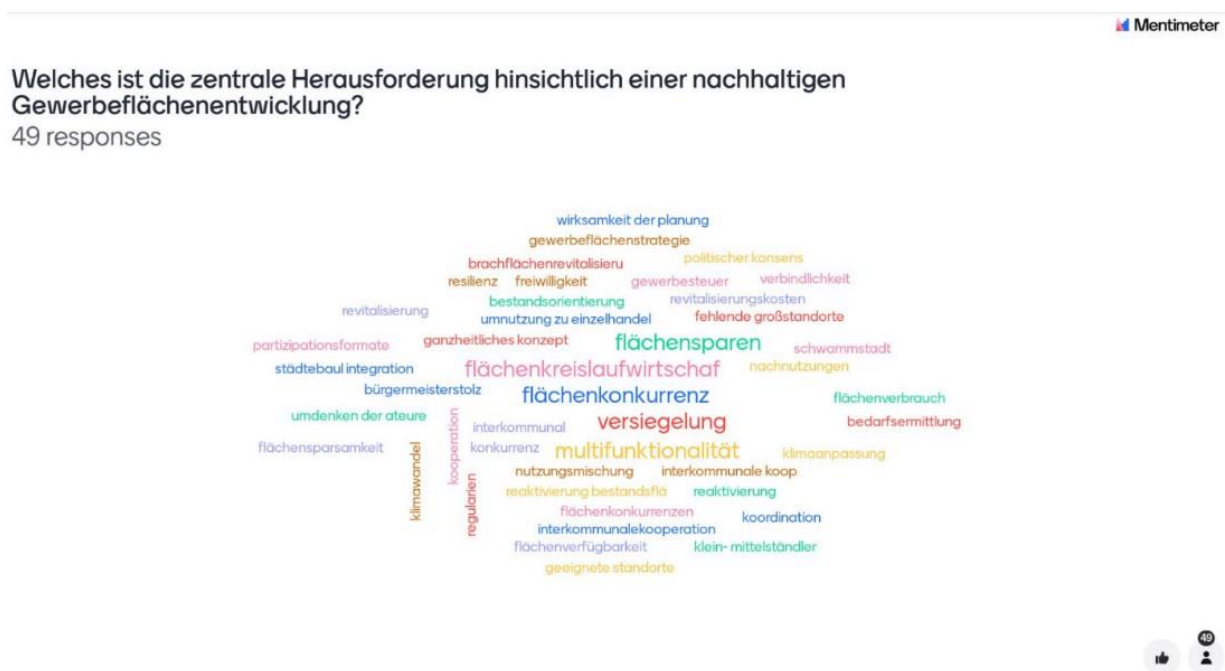 Mentimeter
Welches ist die zentrale Herausforderung hinsichtlich einer nachhaltigen
Gewerbeflächenentwicklung?
49 responses
wirksamkeit der planung
gewerbeflächenstrategie
brachflächenrevitalisieru
politischer konsens
resilienz
freiwilligkeit
gewerbesteuer
verbindlichkeit
bestandsorientierung
revitalisierungskosten
revitalisierung
umnutzung zu einzelhandel
fehlende großstandorte
partizipationsformate
ganzheitliches konzept
flächensparen
schwammstadt
städtebaul integration
flächenkreislaufwirtschaf
nachnutzungen
bürgermeisterstolz
flächenkonkurrenz
flächenverbrauch
umdenken der ateure
kooperation
interkommunal
versiegelung
bedarfsermittlung
flächensparsamkeit
klimawandel
konkurrenz
multifunktionalität
klimaanpassung
regularien
nutzungsmischung
interkommunale koop
reaktivierung bestandsflä
reaktivierung
flächenkonkurrenzen
koordination
interkommunalekooperation
flächenverfügbarkeit
klein- mittelständler
geeignete standorte
49